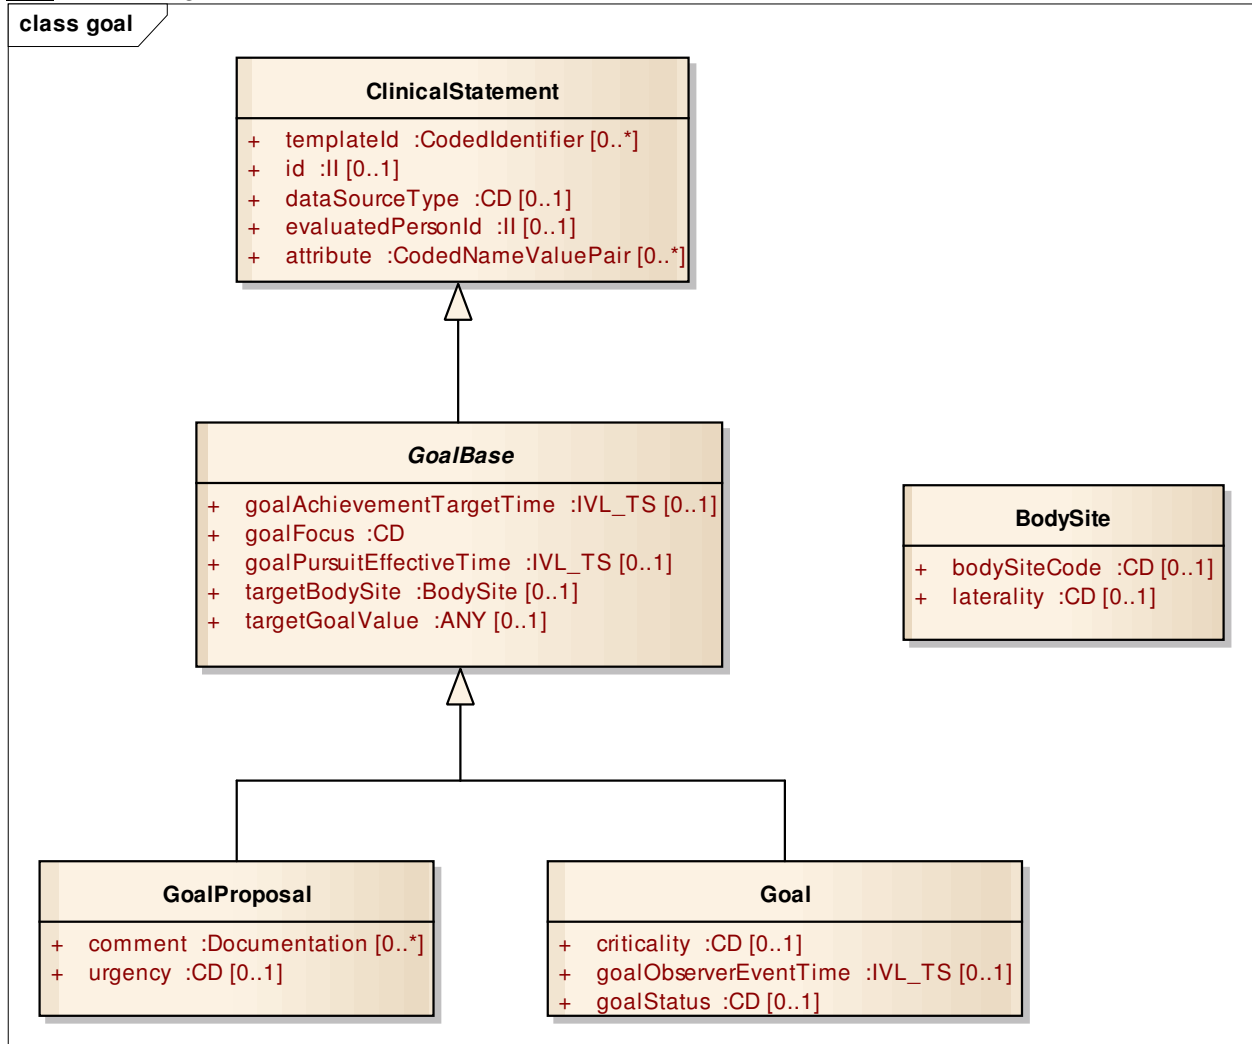 class goal
ClinicalStatement
+ templateId :CodedIdentifier [0..*]
+ id :II [0..1]
+ dataSourceType :CD [0..1]
+ evaluatedPersonId :II [0..1]
+ attribute :CodedNameValuePair [0..*]
GoalBase
+ goalAchievementTargetTime :IVL_TS [0..1]
+ goalFocus :CD
+ goalPursuitEffectiveTime :IVL_TS [0..1]
+ targetBodySite :BodySite [0..1]
+ targetGoalValue :ANY [0..1]
BodySite
+ bodySiteCode :CD [0..1]
+ laterality :CD [0..1]
GoalProposal
+ comment :Documentation [0..*]
+ urgency :CD [0..1]
Goal
+ criticality :CD [0..1]
+ goalObserverEventTime :IVL_TS [0..1]
+ goalStatus :CD [0..1]